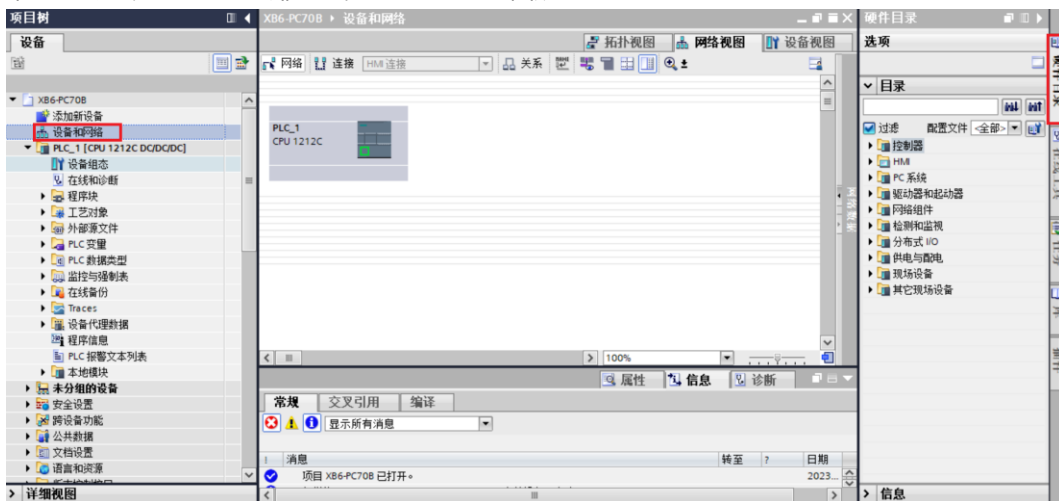 项目树
XB6-PC70B ▸ 设备和网络
硬件目录
设备
拓扑视图
网络视图
设备视图
选项
网络
连接
HMI 连接
关系
目录
XB6-PC70B
添加新设备
设备和网络
PLC_1 [CPU 1212C DC/DC/DC]
设备组态
在线和诊断
程序块
工艺对象
外部源文件
PLC 变量
PLC 数据类型
监控与强制表
在线备份
Traces
设备代理数据
程序信息
PLC 报警文本列表
本地模块
未分组的设备
安全设置
跨设备功能
公共数据
文档设置
语言和资源
详细视图
PLC_1
CPU 1212C
100%
属性
信息
诊断
常规
交叉引用
编译
显示所有消息
!
消息
转至
?
日期
项目 XB6-PC70B 已打开。
2023...
过滤
配置文件
<全部>
控制器
HMI
PC 系统
驱动器和起动器
网络组件
检测和监视
分布式 I/O
供电与配电
现场设备
其它现场设备
信息